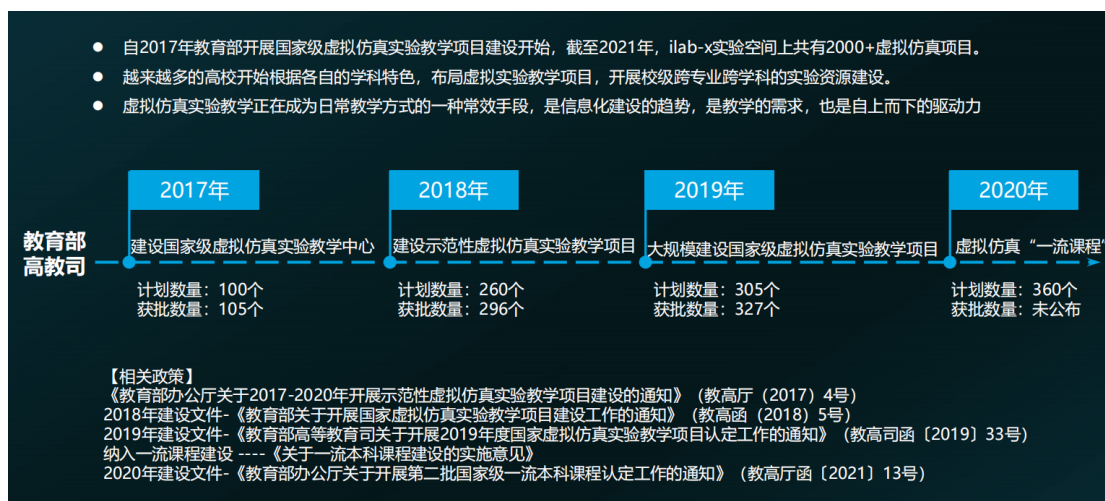 自2017年教育部开展国家级虚拟仿真实验教学项目建设开始，截至2021年，ilab-x实验空间上共有2000+虚拟仿真项目。
越来越多的高校开始根据各自的学科特色，布局虚拟实验教学项目，开展校级跨专业跨学科的实验资源建设。
虚拟仿真实验教学正在成为日常教学方式的一种常效手段，是信息化建设的趋势，是教学的需求，也是自上而下的驱动力
教育部
高教司
2017年
建设国家级虚拟仿真实验教学中心
计划数量：100个
获批数量：105个
2018年
建设示范性虚拟仿真实验教学项目
计划数量：260个
获批数量：296个
2019年
大规模建设国家级虚拟仿真实验教学项目
计划数量：305个
获批数量：327个
2020年
虚拟仿真“一流课程”
计划数量：360个
获批数量：未公布
【相关政策】
《教育部办公厅关于2017-2020年开展示范性虚拟仿真实验教学项目建设的通知》（教高厅（2017）4号）
2018年建设文件-《教育部关于开展国家虚拟仿真实验教学项目建设工作的通知》（教高函（2018）5号）
2019年建设文件-《教育部高等教育司关于开展2019年度国家虚拟仿真实验教学项目认定工作的通知》（教高司函〔2019〕33号）
纳入一流课程建设 ----《关于一流本科课程建设的实施意见》
2020年建设文件-《教育部办公厅关于开展第二批国家级一流本科课程认定工作的通知》（教高厅函〔2021〕13号）